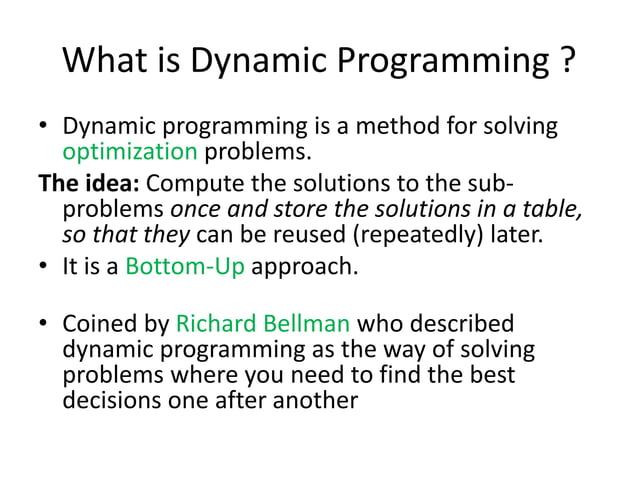 What is Dynamic Programming ?
• Dynamic programming is a method for solving
optimization problems.
The idea: Compute the solutions to the sub-
problems once and store the solutions in a table,
so that they can be reused (repeatedly) later.
• It is a Bottom-Up approach.
• Coined by Richard Bellman who described
dynamic programming as the way of solving
problems where you need to find the best
decisions one after another